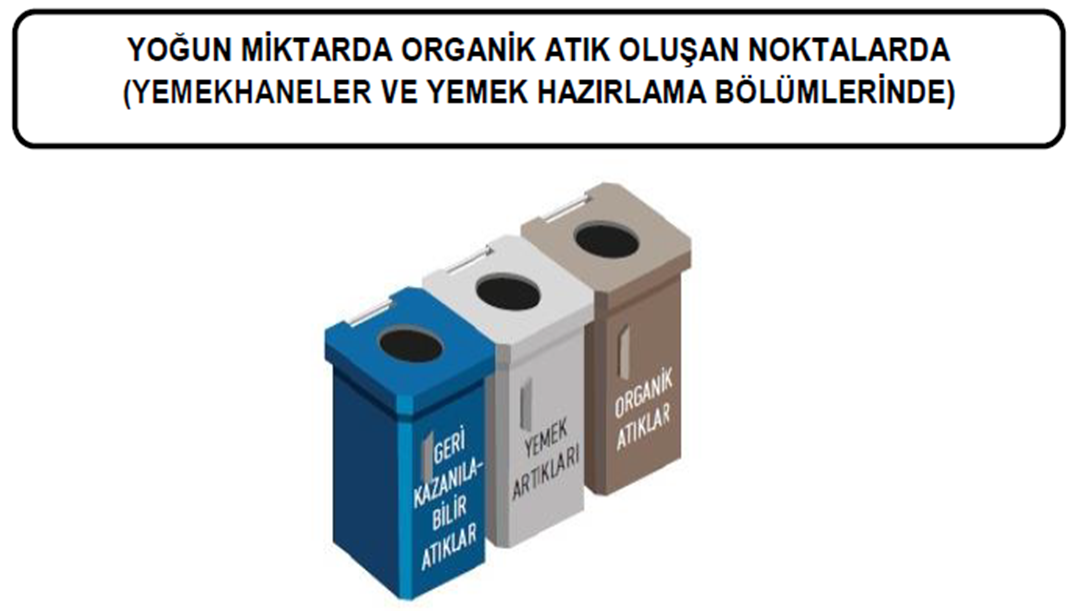 YOĞUN MİKTARDA ORGANİK ATIK OLUŞAN NOKTALARDA
(YEMEKHANELER VE YEMEK HAZIRLAMA BÖLÜMLERİNDE)
GERİ
KAZANILA-
BİLİR
ATIKLAR
YEMEK
ARTIKLARI
ORGANİK
ATIKLAR